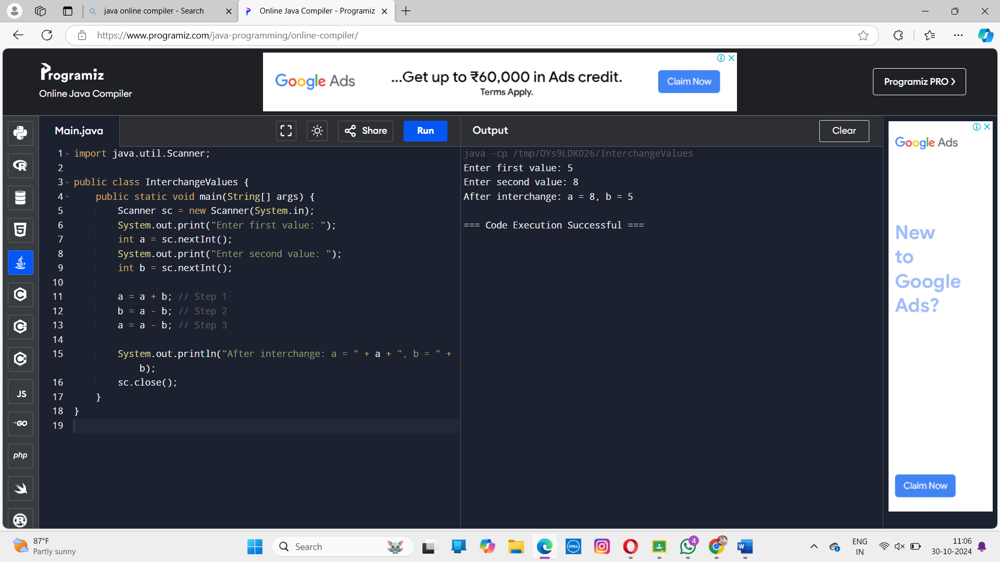 java online compiler - Search
Online Java Compiler - Programiz
https://www.programiz.com/java-programming/online-compiler/
Programiz
Online Java Compiler
Google Ads
...Get up to ₹60,000 in Ads credit.
Terms Apply.
Claim Now
Programiz PRO ❯
Main.java
Share
Run
Output
Clear
1 import java.util.Scanner;
2
3 public class InterchangeValues {
4 public static void main(String[] args) {
5 Scanner sc = new Scanner(System.in);
6 System.out.print("Enter first value: ");
7 int a = sc.nextInt();
8 System.out.print("Enter second value: ");
9 int b = sc.nextInt();
10
11 a = a + b; // Step 1
12 b = a - b; // Step 2
13 a = a - b; // Step 3
14
15 System.out.println("After interchange: a = " + a + ", b = " +
b);
16 sc.close();
17 }
18 }
19
java -cp /tmp/OYs9LDK026/InterchangeValues
Enter first value: 5
Enter second value: 8
After interchange: a = 8, b = 5
=== Code Execution Successful ===
Google Ads
New
to
Google
Ads?
Claim Now
JS
GO
php
87°F
Partly sunny
Search
DELL
4
W
ENG
IN
11:06
30-10-2024